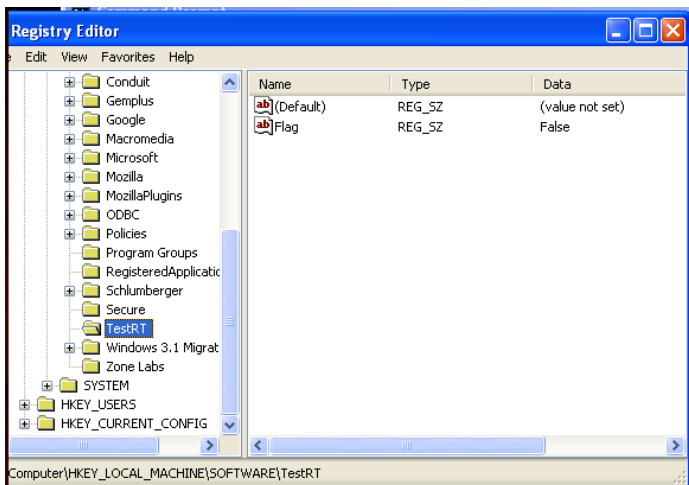 Registry Editor
Edit View Favorites Help
Conduit
Gemplus
Google
Macromedia
Microsoft
Mozilla
MozillaPlugins
ODBC
Policies
Program Groups
RegisteredApplicatic
Schlumberger
Secure
TestRT
Windows 3.1 Migrat
Zone Labs
SYSTEM
HKEY_USERS
HKEY_CURRENT_CONFIG
Name Type Data
ab (Default) REG_SZ (value not set)
ab Flag REG_SZ False
Computer\HKEY_LOCAL_MACHINE\SOFTWARE\TestRT